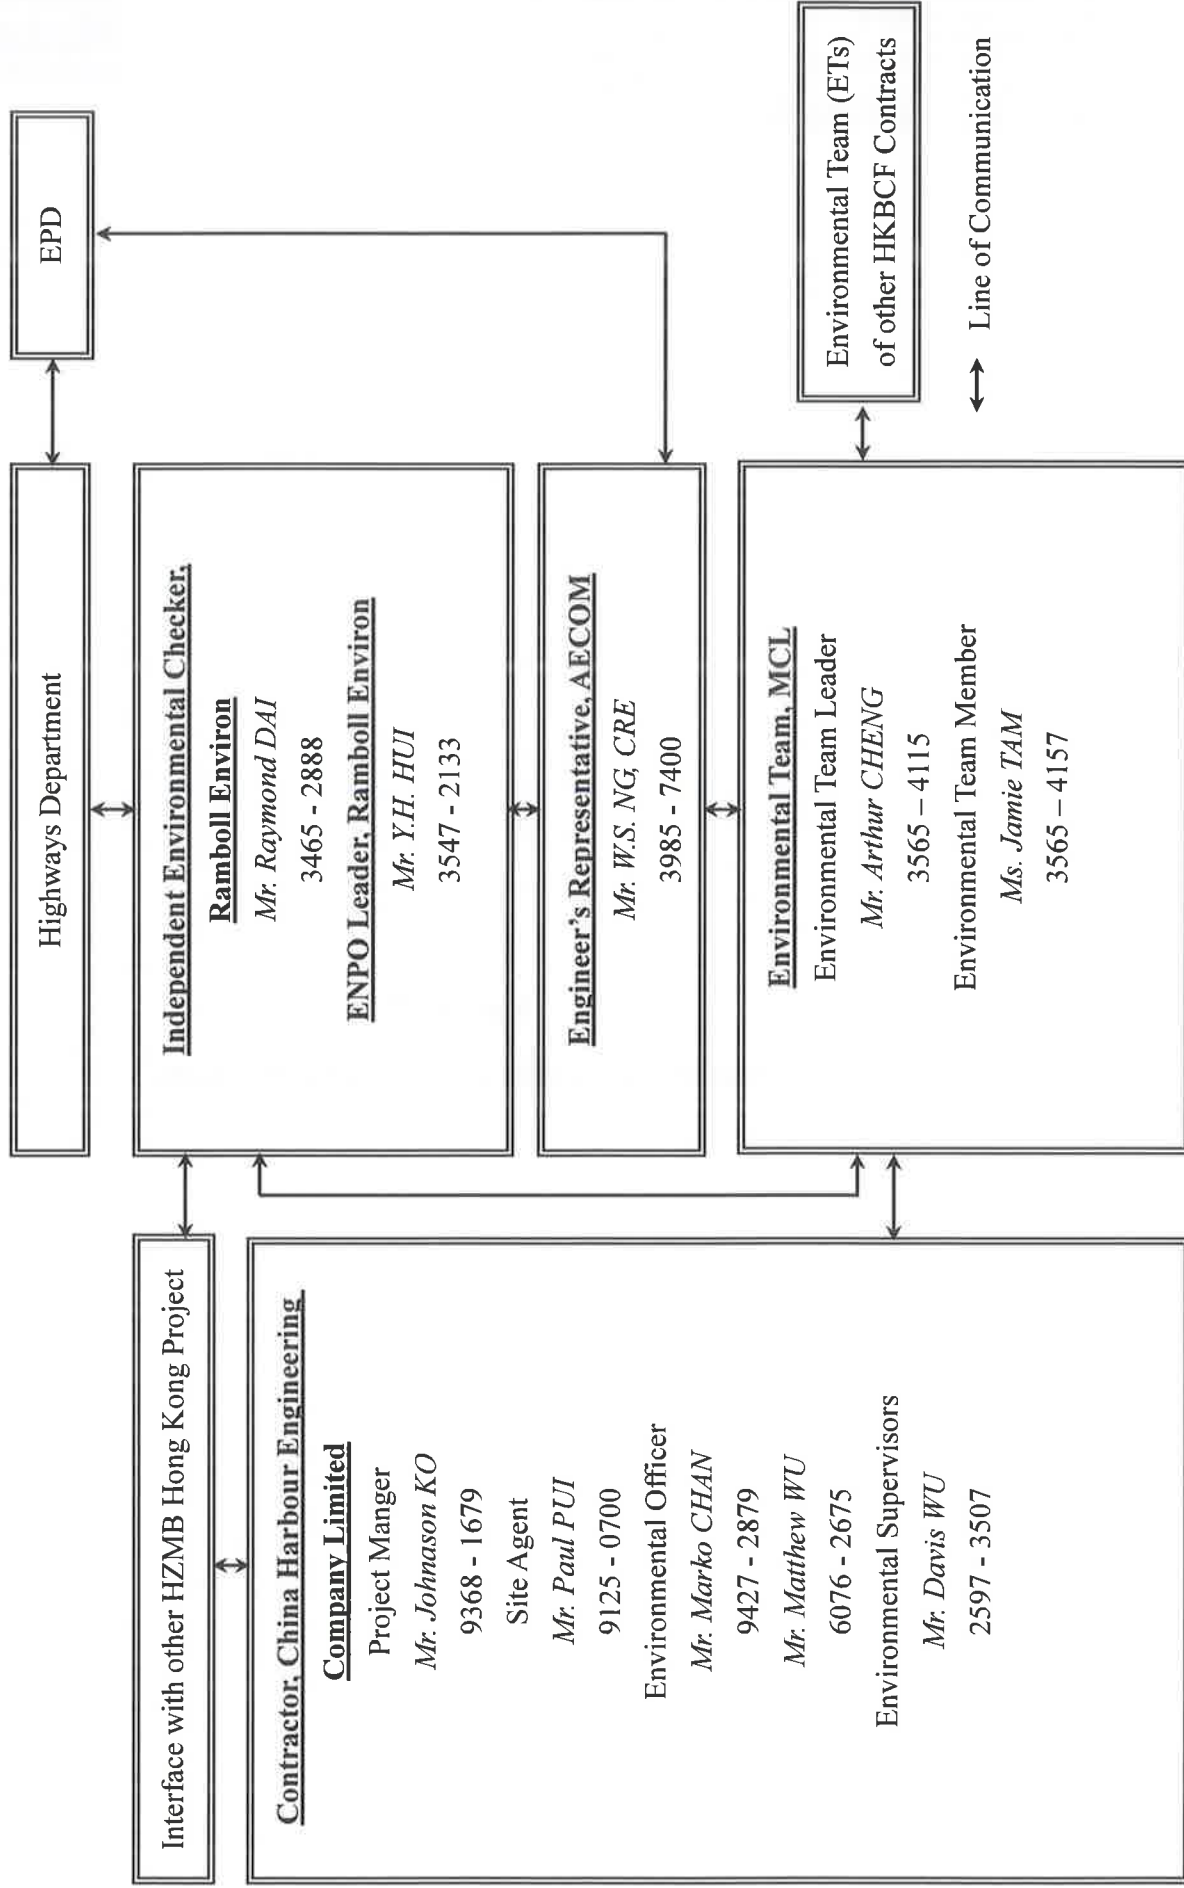 Highways Department
EPD
Interface with other HZMB Hong Kong Project
Independent Environmental Checker,
Ramboll Environ
Mr. Raymond DAI
3465 - 2888
ENPO Leader, Ramboll Environ
Mr. Y.H. HUI
3547 - 2133
Contractor, China Harbour Engineering
Company Limited
Project Manger
Mr. Johnason KO
9368 - 1679
Site Agent
Mr. Paul PUI
9125 - 0700
Environmental Officer
Mr. Marko CHAN
9427 - 2879
Mr. Matthew WU
6076 - 2675
Environmental Supervisors
Mr. Davis WU
2597 - 3507
Engineer's Representative, AECOM
Mr. W.S. NG, CRE
3985 - 7400
Environmental Team, MCL
Environmental Team Leader
Mr. Arthur CHENG
3565 – 4115
Environmental Team Member
Ms. Jamie TAM
3565 – 4157
Environmental Team (ETs)
of other HKBCF Contracts
Line of Communication